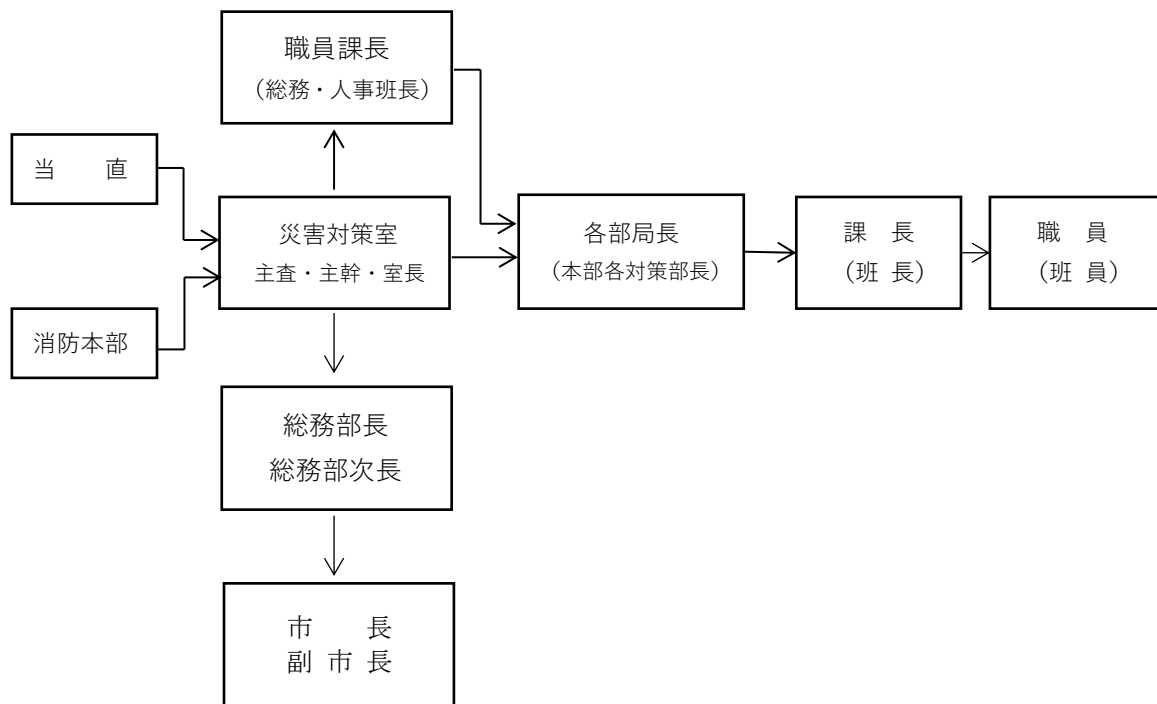 職員課長
（総務・人事班長）
当　　直
災害対策室
主査・主幹・室長
各部局長
（本部各対策部長）
課　長
（班 長）
職　員
（班 員）
消防本部
総務部長
総務部次長
市　　長
副 市 長